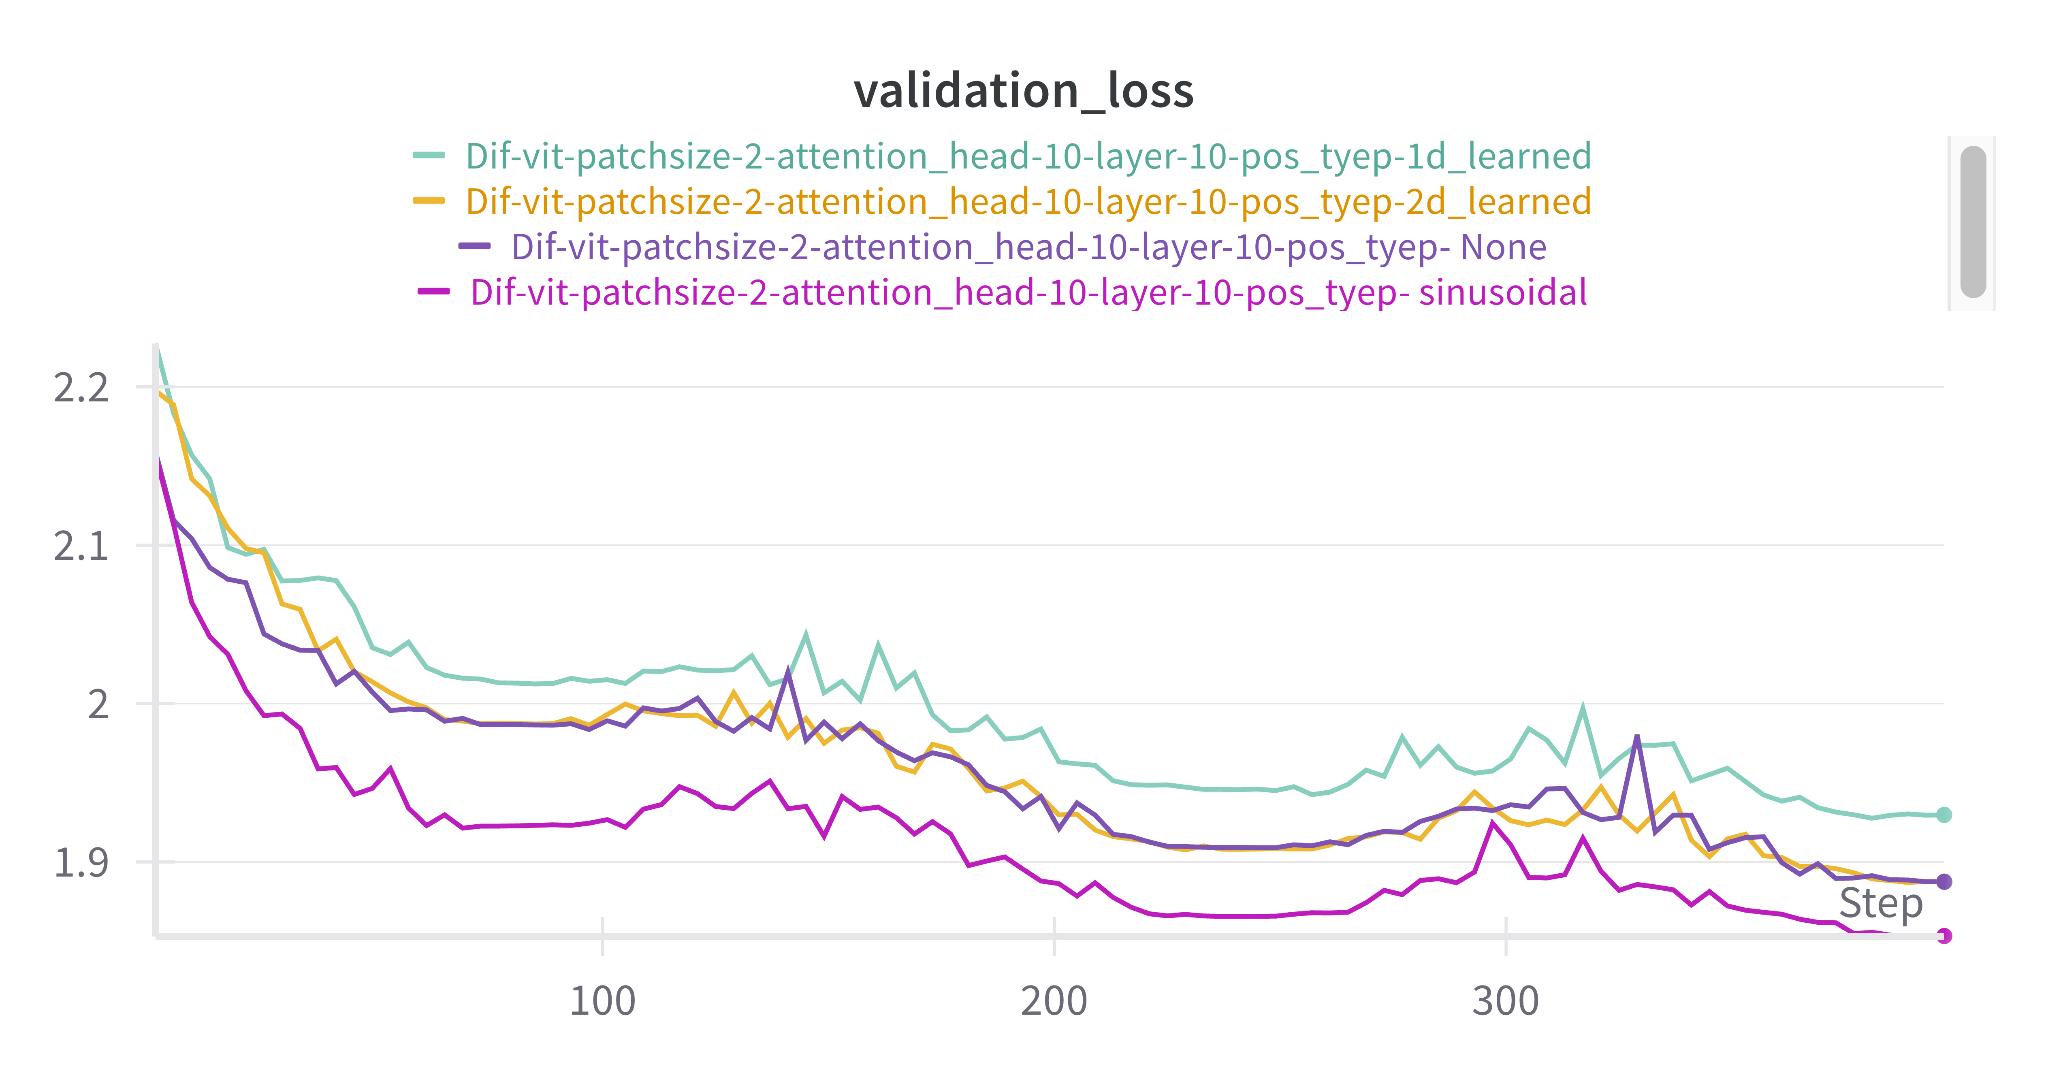 validation_loss
Dif-vit-patchsize-2-attention_head-10-layer-10-pos_tyep-1d_learned
Dif-vit-patchsize-2-attention_head-10-layer-10-pos_tyep-2d_learned
Dif-vit-patchsize-2-attention_head-10-layer-10-pos_tyep- None
Dif-vit-patchsize-2-attention_head-10-layer-10-pos_tyep- sinusoidal
2.2
2.1
2
1.9
Step
100 200 300